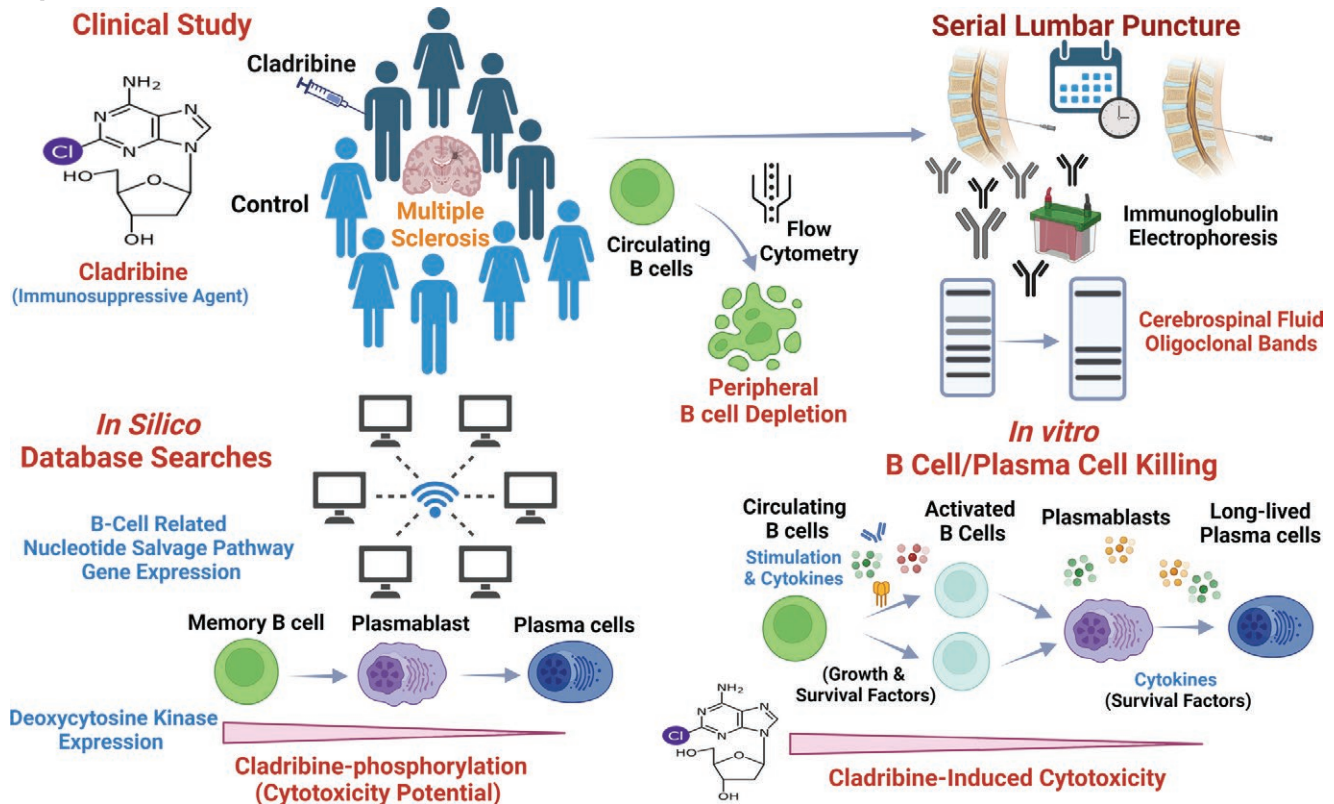 Clinical Study
NH₂
N
N
N
N
Cl
HO
O
OH
Cladribine
(Immunosuppressive Agent)
Cladribine
Control
Multiple
Sclerosis
Circulating
B cells
Flow
Cytometry
Peripheral
B cell Depletion
Serial Lumbar Puncture
Immunoglobulin
Electrophoresis
Cerebrospinal Fluid
Oligoclonal Bands
In Silico
Database Searches
B-Cell Related
Nucleotide Salvage Pathway
Gene Expression
Memory B cell
Plasmablast
Plasma cells
Deoxycytosine Kinase
Expression
Cladribine-phosphorylation
(Cytotoxicity Potential)
In vitro
B Cell/Plasma Cell Killing
Circulating
B cells
Stimulation
& Cytokines
Activated
B Cells
Plasmablasts
Long-lived
Plasma cells
(Growth &
Survival Factors)
Cytokines
(Survival Factors)
NH₂
N
N
N
N
Cl
HO
O
OH
Cladribine-Induced Cytotoxicity